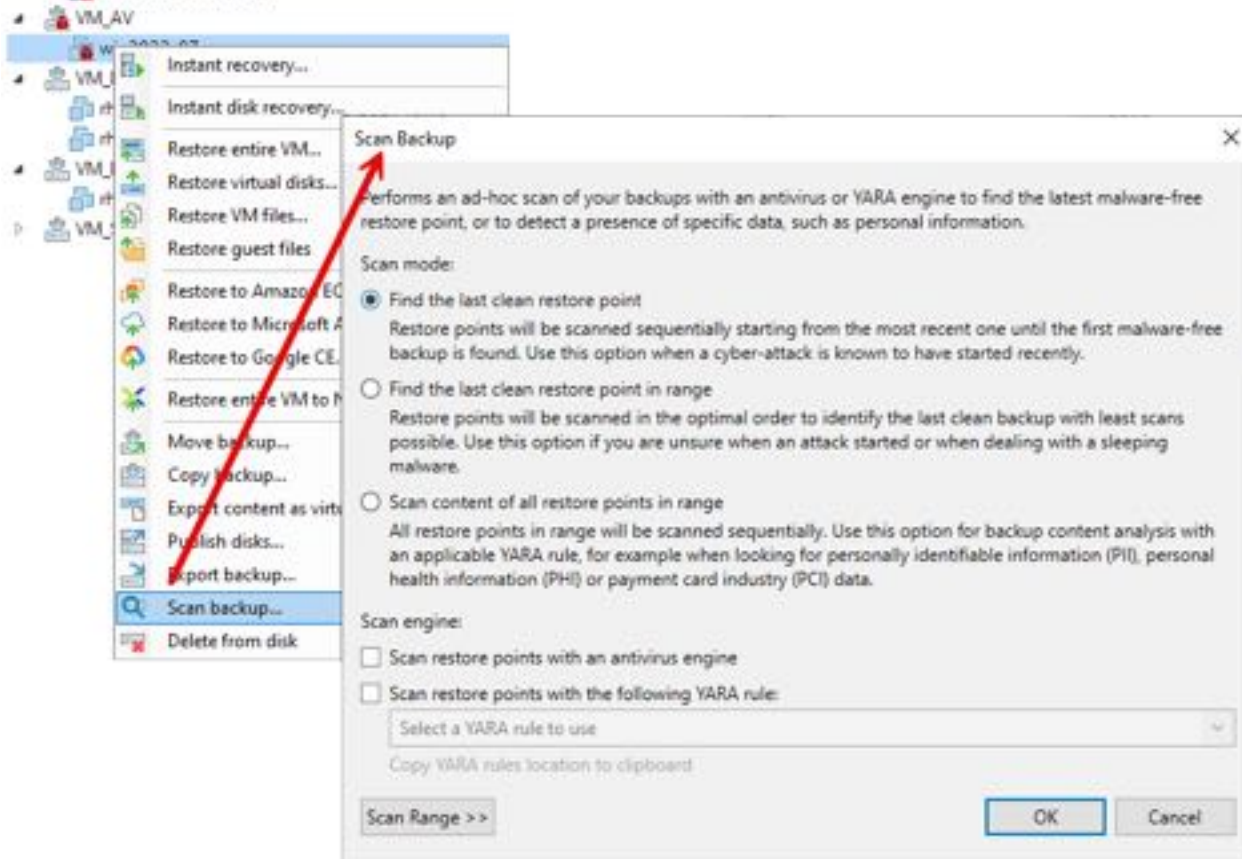 VM_AV
Instant recovery...
Instant disk recovery...
Restore entire VM...
Restore virtual disks...
Restore VM files...
Restore guest files
Restore to Amazon EC
Restore to Microsoft A
Restore to Google CE.
Restore entire VM to N
Move backup...
Copy backup...
Export content as virtu
Publish disks...
Export backup...
Scan backup...
Delete from disk
Scan Backup
Performs an ad-hoc scan of your backups with an antivirus or YARA engine to find the latest malware-free
restore point, or to detect a presence of specific data, such as personal information.
Scan mode:
Find the last clean restore point
Restore points will be scanned sequentially starting from the most recent one until the first malware-free
backup is found. Use this option when a cyber-attack is known to have started recently.
Find the last clean restore point in range
Restore points will be scanned in the optimal order to identify the last clean backup with least scans
possible. Use this option if you are unsure when an attack started or when dealing with a sleeping
malware.
Scan content of all restore points in range
All restore points in range will be scanned sequentially. Use this option for backup content analysis with
an applicable YARA rule, for example when looking for personally identifiable information (PII), personal
health information (PHI) or payment card industry (PCI) data.
Scan engine:
Scan restore points with an antivirus engine
Scan restore points with the following YARA rule:
Select a YARA rule to use
Copy YARA rules location to clipboard
Scan Range >>
OK
Cancel